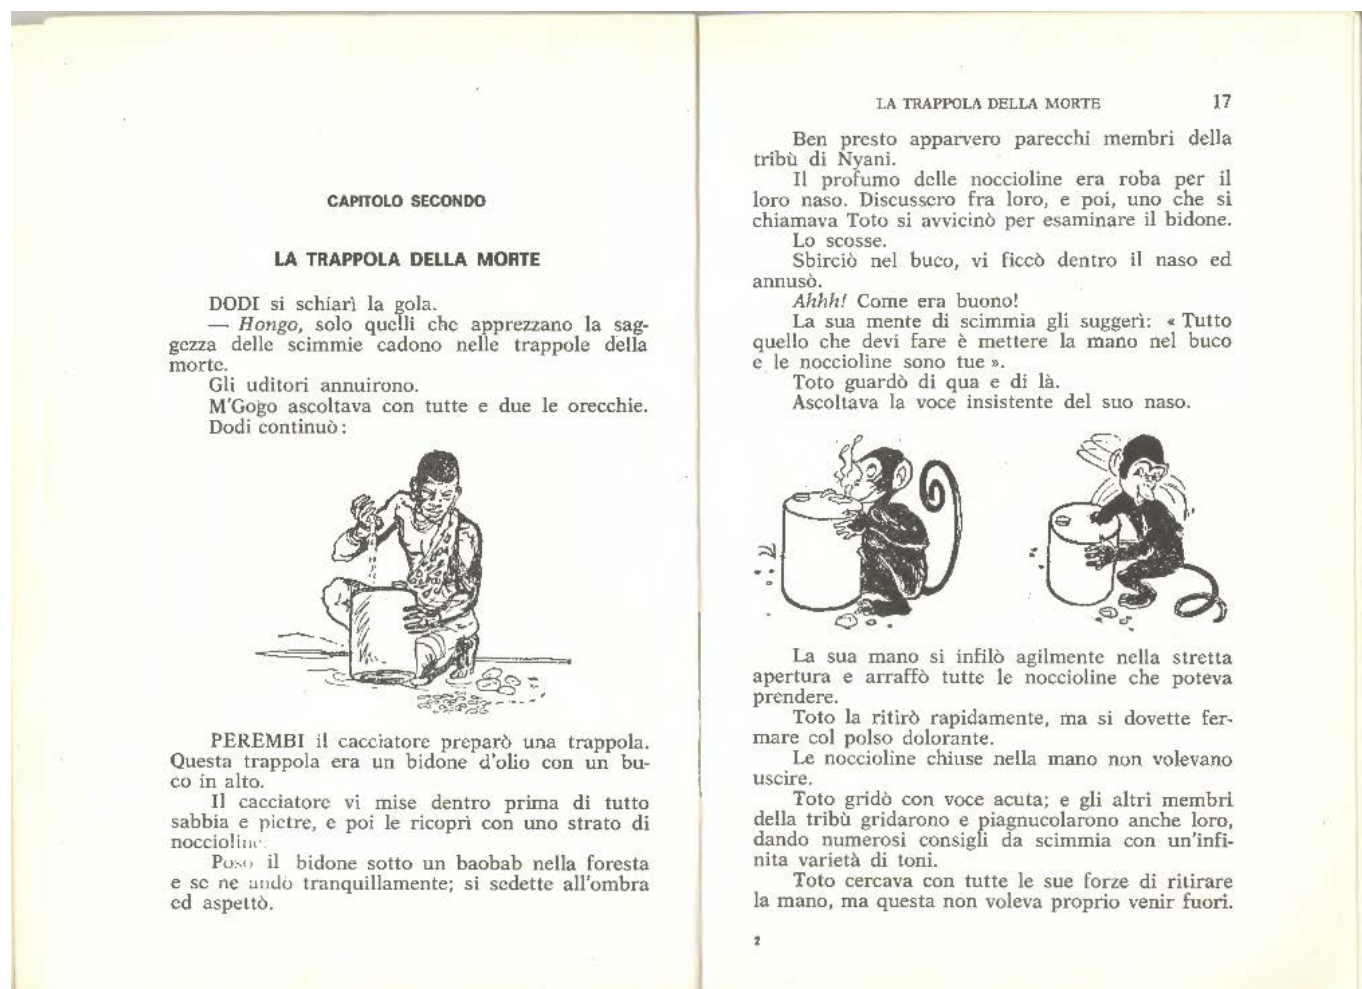 CAPITOLO SECONDO
LA TRAPPOLA DELLA MORTE
DODI si schiarì la gola.
— Hongo, solo quelli che apprezzano la sag-
gezza delle scimmie cadono nelle trappole della
morte.
Gli uditori annuirono.
M'Gogo ascoltava con tutte e due le orecchie.
Dodi continuò:
PEREMBI il cacciatore preparò una trappola.
Questa trappola era un bidone d'olio con un bu-
co in alto.
Il cacciatore vi mise dentro prima di tutto
sabbia e pietre, e poi le ricoprì con uno strato di
noccioline.
Posò il bidone sotto un baobab nella foresta
e se ne andò tranquillamente; si sedette all'ombra
ed aspettò.
LA TRAPPOLA DELLA MORTE 17
Ben presto apparvero parecchi membri della
tribù di Nyani.
Il profumo delle noccioline era roba per il
loro naso. Discussero fra loro, e poi, uno che si
chiamava Toto si avvicinò per esaminare il bidone.
Lo scosse.
Sbirciò nel buco, vi ficcò dentro il naso ed
annusò.
Ahhh! Come era buono!
La sua mente di scimmia gli suggerì: « Tutto
quello che devi fare è mettere la mano nel buco
e le noccioline sono tue ».
Toto guardò di qua e di là.
Ascoltava la voce insistente del suo naso.
La sua mano si infilò agilmente nella stretta
apertura e arraffò tutte le noccioline che poteva
prendere.
Toto la ritirò rapidamente, ma si dovette fer-
mare col polso dolorante.
Le noccioline chiuse nella mano non volevano
uscire.
Toto gridò con voce acuta; e gli altri membri
della tribù gridarono e piagnucolarono anche loro,
dando numerosi consigli da scimmia con un'infi-
nita varietà di toni.
Toto cercava con tutte le sue forze di ritirare
la mano, ma questa non voleva proprio venir fuori.
2